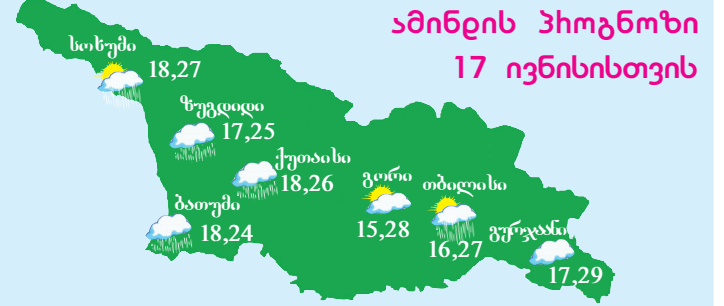 ამინდის პროგნოზი
17 ივნისისთვის
სოხუმი
18,27
ზუგდიდი
17,25
ქუთაისი
18,26
გორი
15,28
თბილისი
16,27
ბათუმი
18,24
გურჯაანი
17,29